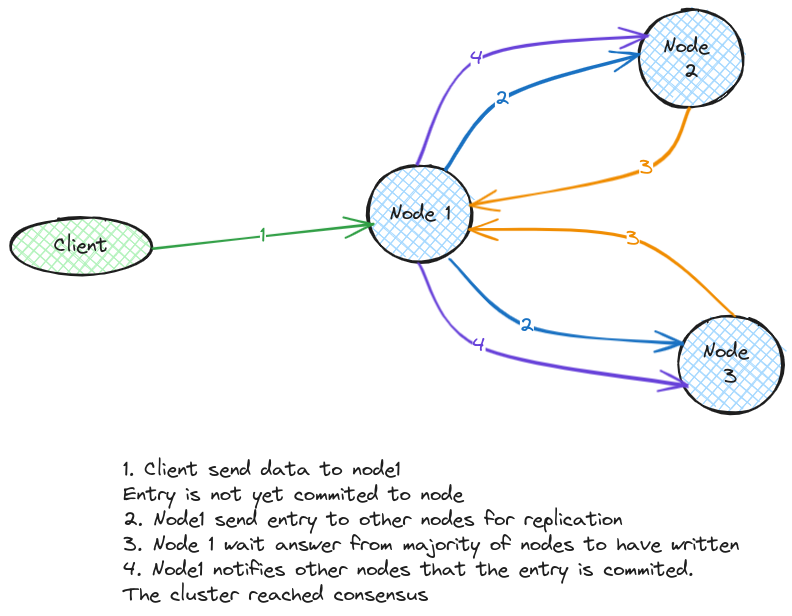 4
Node
2
2
3
Node 1
Client
1
3
2
4
Node
3
1. Client send data to node1
Entry is not yet commited to node
2. Node1 send entry to other nodes for replication
3. Node 1 wait answer from majority of nodes to have written
4. Node1 notifies other nodes that the entry is commited.
The cluster reached consensus